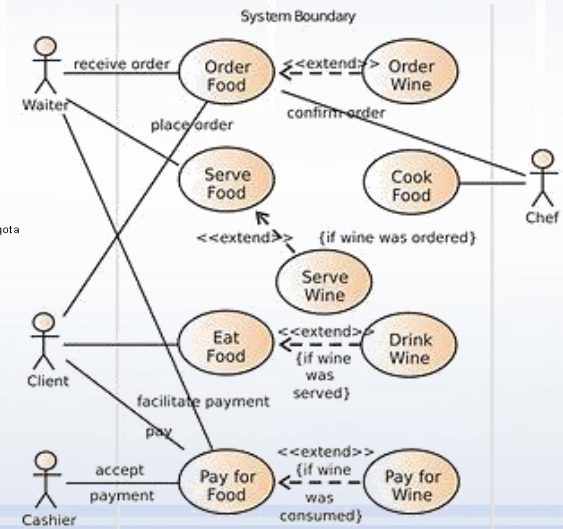 System Boundary
receive order
Order
Food
<<extend>>
Order
Wine
Waiter
confirm order
place order
Serve
Food
Cook
Food
Chef
gota
<<extend>>
{if wine was ordered}
Serve
Wine
Eat
Food
<<extend>>
{if wine
was
served}
Drink
Wine
Client
facilitate payment
pay
accept
payment
Pay for
Food
<<extend>>
{if wine
was
consumed}
Pay for
Wine
Cashier